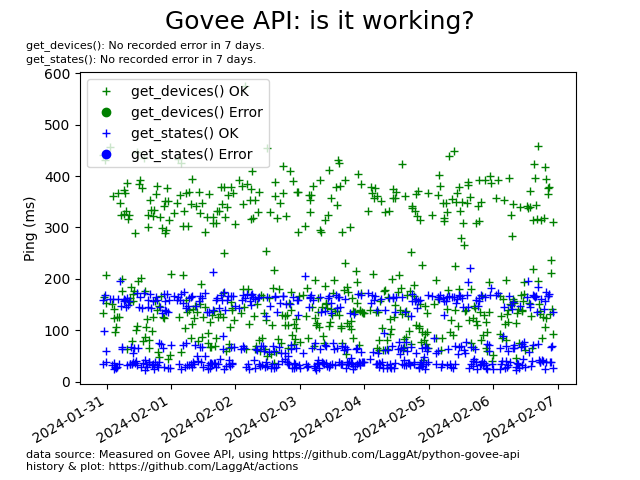 Govee API: is it working?
get_devices(): No recorded error in 7 days.
get_states(): No recorded error in 7 days.
600
500
400
300
200
100
0
Ping (ms)
get_devices() OK
get_devices() Error
get_states() OK
get_states() Error
2024-01-31
2024-02-01
2024-02-02
2024-02-03
2024-02-04
2024-02-05
2024-02-06
2024-02-07
data source: Measured on Govee API, using https://github.com/LaggAt/python-govee-api
history & plot: https://github.com/LaggAt/actions